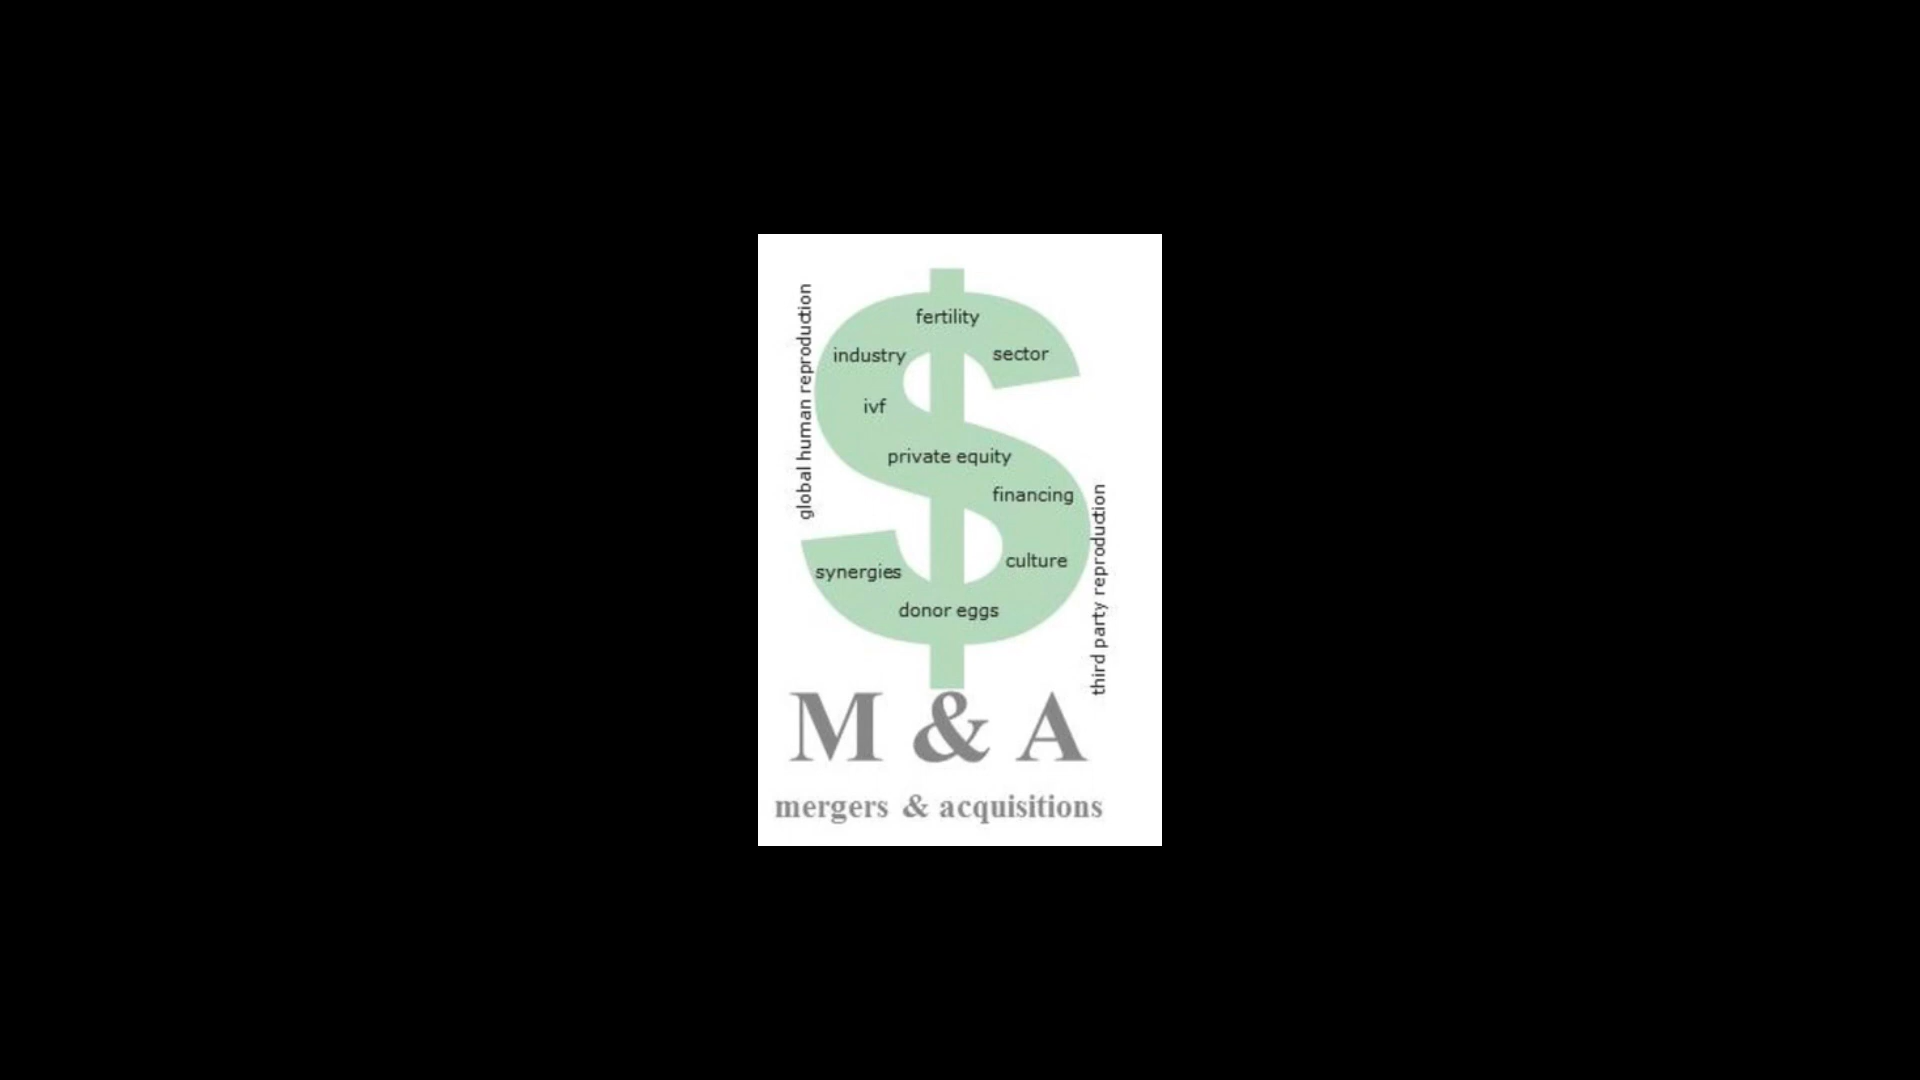 global human reproduction
fertility
industry
sector
ivf
private equity
financing
culture
synergies
donor eggs
third party reproduction
M & A
mergers & acquisitions